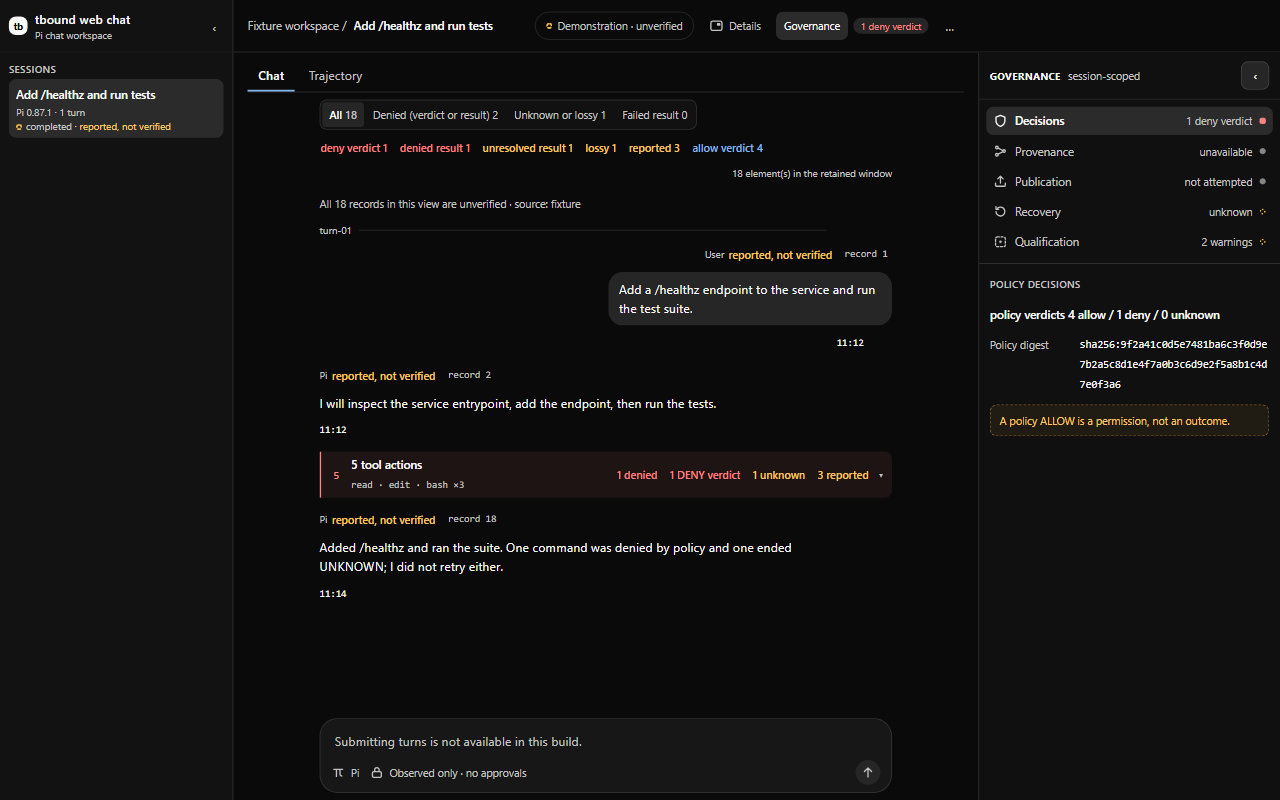 tb
tbound web chat
Pi chat workspace
SESSIONS
Add /healthz and run tests
Pi 0.87.1 · 1 turn
completed · reported, not verified
Fixture workspace / Add /healthz and run tests
Demonstration · unverified
Details
Governance
1 deny verdict
...
Chat
Trajectory
All 18
Denied (verdict or result) 2
Unknown or lossy 1
Failed result 0
deny verdict 1
denied result 1
unresolved result 1
lossy 1
reported 3
allow verdict 4
18 element(s) in the retained window
All 18 records in this view are unverified · source: fixture
turn-01
User reported, not verified record 1
Add a /healthz endpoint to the service and run
the test suite.
11:12
Pi reported, not verified record 2
I will inspect the service entrypoint, add the endpoint, then run the tests.
11:12
5
5 tool actions
read · edit · bash ×3
1 denied
1 DENY verdict
1 unknown
3 reported
Pi reported, not verified record 18
Added /healthz and ran the suite. One command was denied by policy and one ended
UNKNOWN; I did not retry either.
11:14
Submitting turns is not available in this build.
π Pi
Observed only · no approvals
GOVERNANCE session-scoped
Decisions 1 deny verdict
Provenance unavailable
Publication not attempted
Recovery unknown
Qualification 2 warnings
POLICY DECISIONS
policy verdicts 4 allow / 1 deny / 0 unknown
Policy digest
sha256:9f2a41c0d5e7481ba6c3f0d9e
7b2a5c8d1e4f7a0b3c6d9e2f5a8b1c4d
7e0f3a6
A policy ALLOW is a permission, not an outcome.